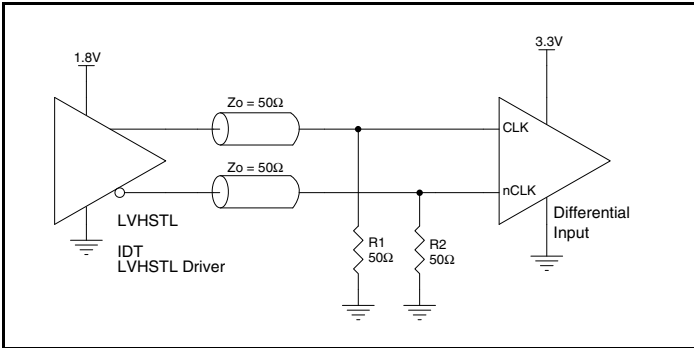 1.8V
3.3V
Zo = 50Ω
CLK
Zo = 50Ω
nCLK
LVHSTL
IDT
LVHSTL Driver
R1
50Ω
R2
50Ω
Differential
Input